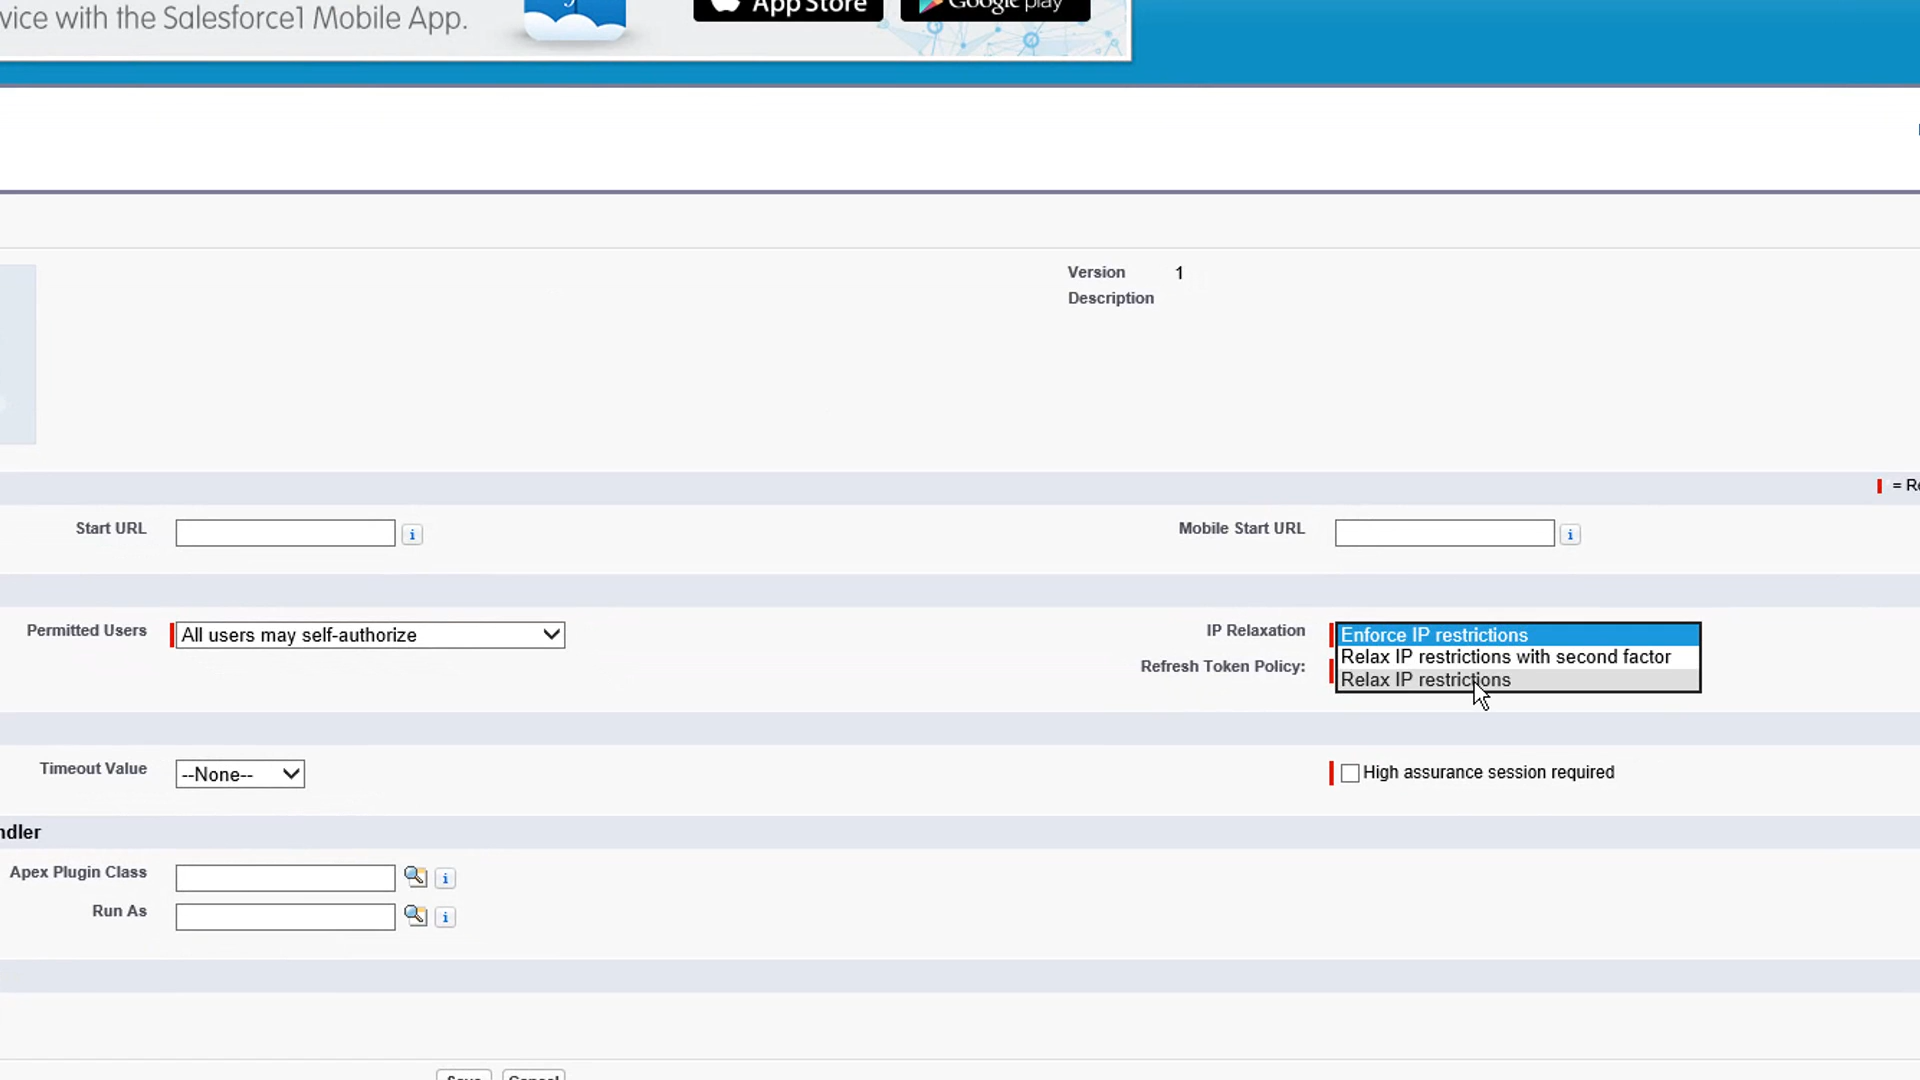 vice with the Salesforce1 Mobile App.
App Store
Google play
Version 1
Description
= Re
Start URL
Mobile Start URL
Permitted Users
All users may self-authorize
IP Relaxation
Enforce IP restrictions
Relax IP restrictions with second factor
Refresh Token Policy:
Relax IP restrictions
Timeout Value
--None--
High assurance session required
ndler
Apex Plugin Class
Run As
Save
Cancel